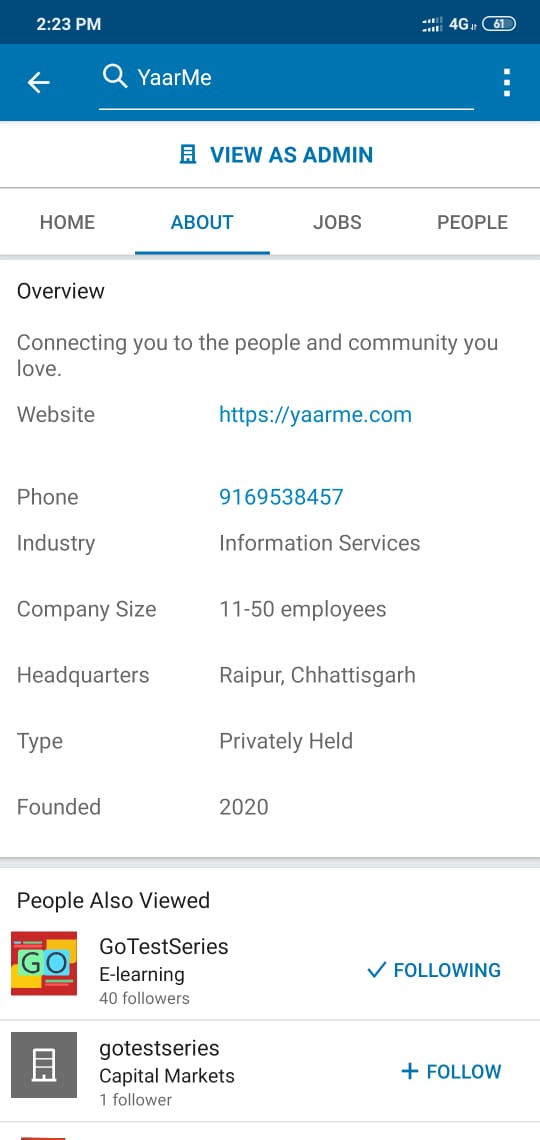 2:23 PM
4G
61
YaarMe
VIEW AS ADMIN
HOME
ABOUT
JOBS
PEOPLE
Overview
Connecting you to the people and community you
love.
Website
https://yaarme.com
Phone
9169538457
Industry
Information Services
Company Size
11-50 employees
Headquarters
Raipur, Chhattisgarh
Type
Privately Held
Founded
2020
People Also Viewed
GO
GoTestSeries
E-learning
40 followers
FOLLOWING
gotestseries
Capital Markets
1 follower
FOLLOW